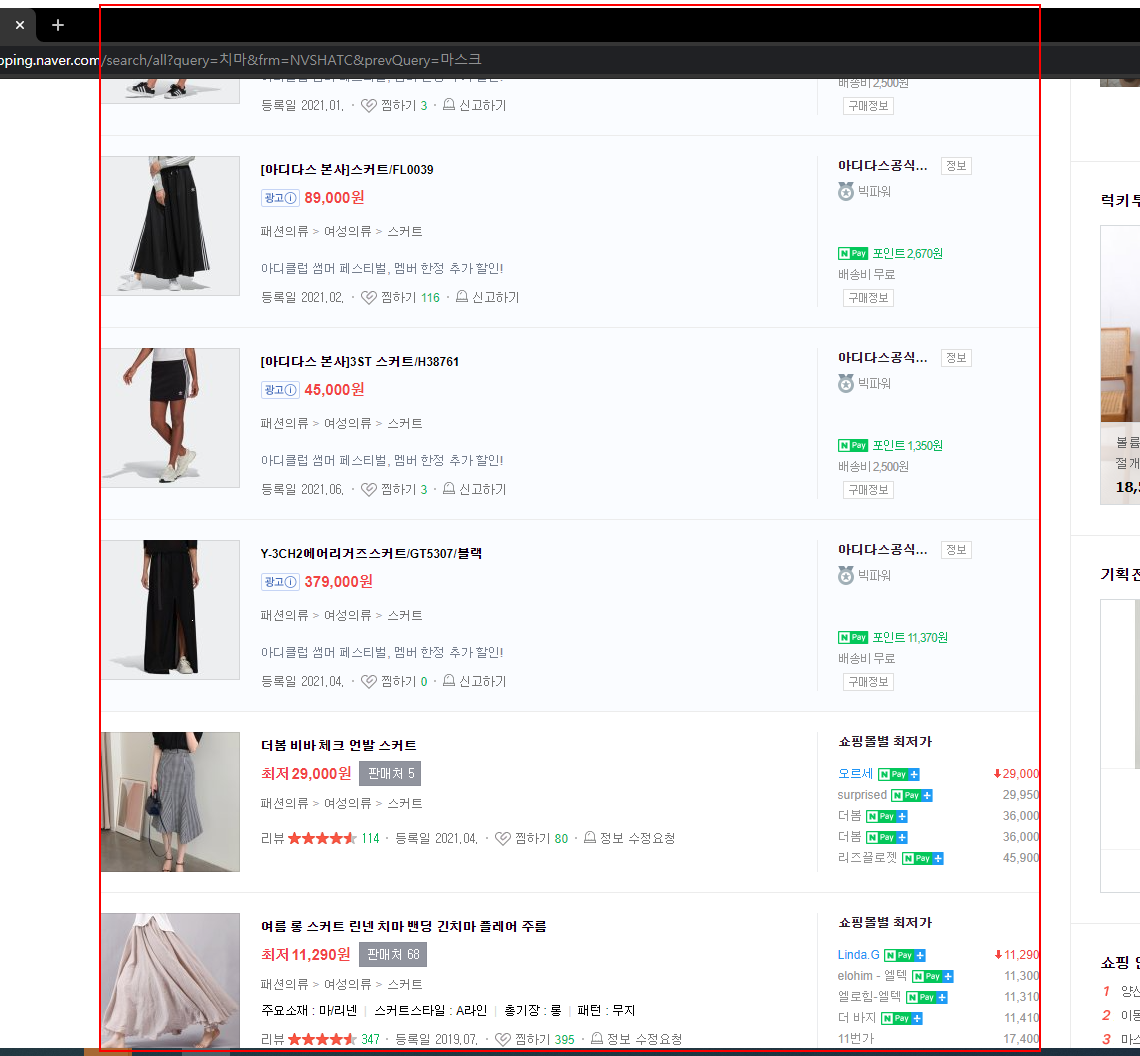 pping.naver.com/search/all?query=치마&frm=NVSHATC&prevQuery=마스크
등록일 2021.01. · 찜하기 3 · 신고하기
배송비 2,500원
구매정보
[아디다스 본사]스커트/FL0039
광고 89,000원
패션의류 > 여성의류 > 스커트
아디클럽 썸머 페스티벌, 멤버 한정 추가 할인!
등록일 2021.02. · 찜하기 116 · 신고하기
아디다스공식... 정보
빅파워
N Pay 포인트 2,670원
배송비 무료
구매정보
[아디다스 본사]3ST 스커트/H38761
광고 45,000원
패션의류 > 여성의류 > 스커트
아디클럽 썸머 페스티벌, 멤버 한정 추가 할인!
등록일 2021.06. · 찜하기 3 · 신고하기
아디다스공식... 정보
빅파워
N Pay 포인트 1,350원
배송비 2,500원
구매정보
Y-3CH2에어리거즈스커트/GT5307/블랙
광고 379,000원
패션의류 > 여성의류 > 스커트
아디클럽 썸머 페스티벌, 멤버 한정 추가 할인!
등록일 2021.04. · 찜하기 0 · 신고하기
아디다스공식... 정보
빅파워
N Pay 포인트 11,370원
배송비 무료
구매정보
더봄 비바 체크 언발 스커트
최저 29,000원 판매처 5
패션의류 > 여성의류 > 스커트
리뷰 114 · 등록일 2021.04. · 찜하기 80 · 정보 수정요청
쇼핑몰별 최저가
오르세 N Pay + 29,000
surprised N Pay + 29,950
더봄 N Pay + 36,000
더봄 N Pay + 36,000
리즈끌로젯 N Pay + 45,900
여름 롱 스커트 린넨 치마 밴딩 긴치마 플레어 주름
최저 11,290원 판매처 68
패션의류 > 여성의류 > 스커트
주요소재 : 마/리넨 | 스커트스타일 : A라인 | 총기장 : 롱 | 패턴 : 무지
리뷰 347 · 등록일 2019.07. · 찜하기 395 · 정보 수정요청
쇼핑몰별 최저가
Linda.G N Pay + 11,290
elohim - 엘텍 N Pay + 11,300
엘로힘-엘텍 N Pay + 11,310
더 바지 N Pay + 11,410
11번가 17,400
럭키투
볼륨
절개
18,
기획전
쇼핑
1 양산
2 이동
3 마스